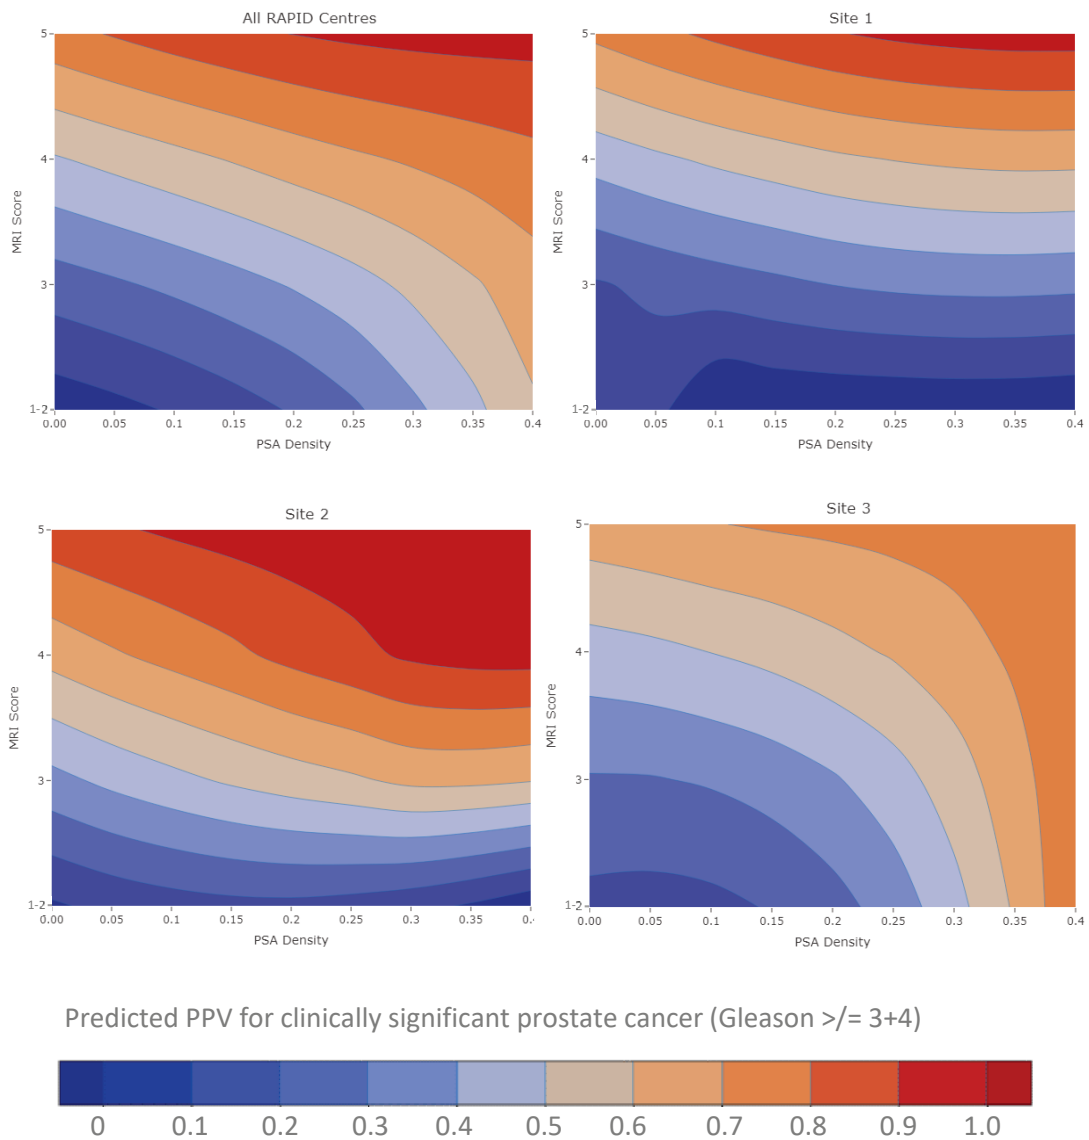 All RAPID Centres
5
4
3
1-2
MRI Score
0.00 0.05 0.1 0.15 0.2 0.25 0.3 0.35 0.4
PSA Density
Site 1
5
4
3
1-2
MRI Score
0.00 0.05 0.1 0.15 0.2 0.25 0.3 0.35 0.4
PSA Density
Site 2
5
4
3
1-2
MRI Score
0.00 0.05 0.1 0.15 0.2 0.25 0.3 0.35 0.
PSA Density
Site 3
5
4
3
1-2
MRI Score
0.00 0.05 0.1 0.15 0.2 0.25 0.3 0.35 0.4
PSA Density
Predicted PPV for clinically significant prostate cancer (Gleason >/= 3+4)
0 0.1 0.2 0.3 0.4 0.5 0.6 0.7 0.8 0.9 1.0